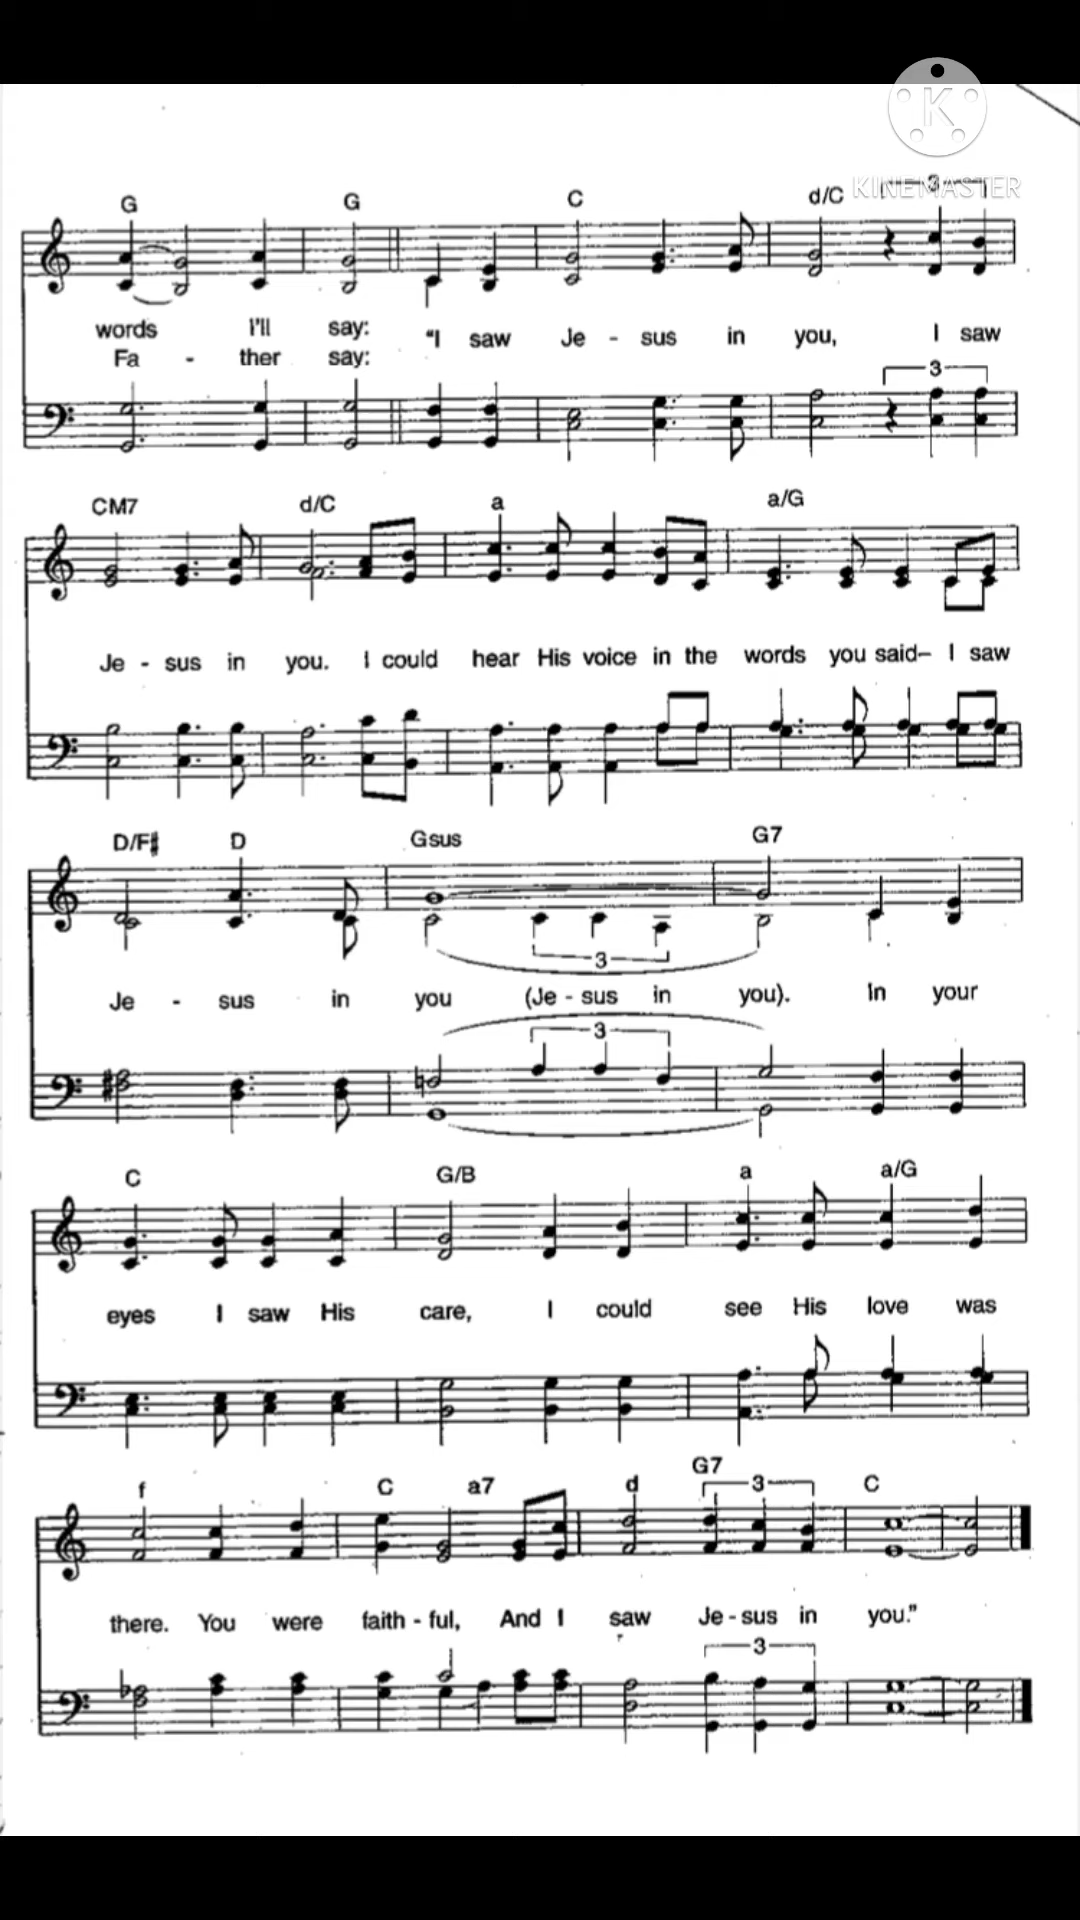 K
KINEMASTER
G G C d/C 3
words I'll say: "I saw Je - sus in you, I saw
Fa - ther say:
3
CM7 d/C a a/G
Je - sus in you. I could hear His voice in the words you said– I saw
D/F# D Gsus G7
3
Je - sus in you (Je - sus in you). In your
3
C G/B a a/G
eyes I saw His care, I could see His love was
f C a7 d G7 3 C
there. You were faith - ful, And I saw Je - sus in you."
3